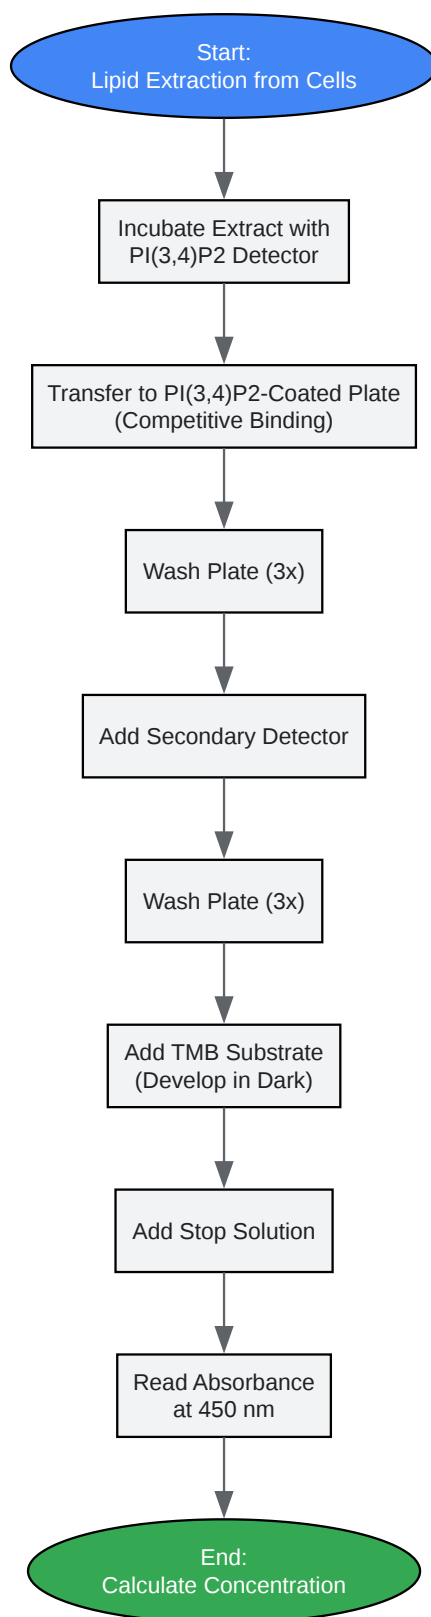 Start:
Lipid Extraction from Cells
Incubate Extract with
PI(3,4)P2 Detector
Transfer to PI(3,4)P2-Coated Plate
(Competitive Binding)
Wash Plate (3x)
Add Secondary Detector
Wash Plate (3x)
Add TMB Substrate
(Develop in Dark)
Add Stop Solution
Read Absorbance
at 450 nm
End:
Calculate Concentration